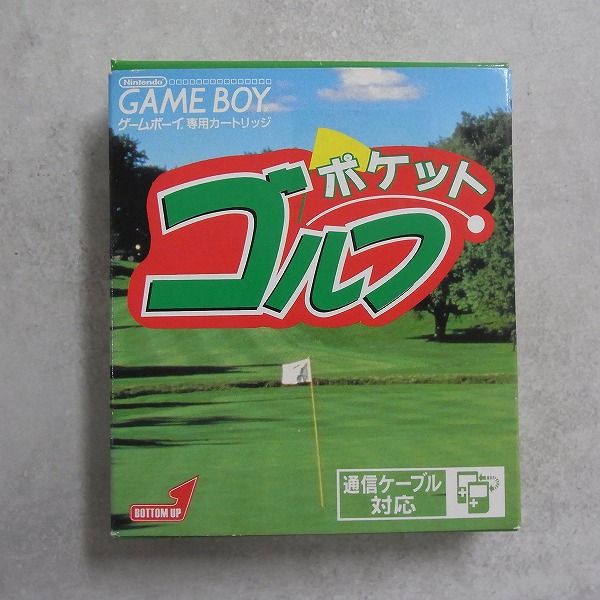 Nintendo
GAME BOY
ゲームボーイ専用カートリッジ
ポケット
ゴルフ
BOTTOM UP
通信ケーブル
対応